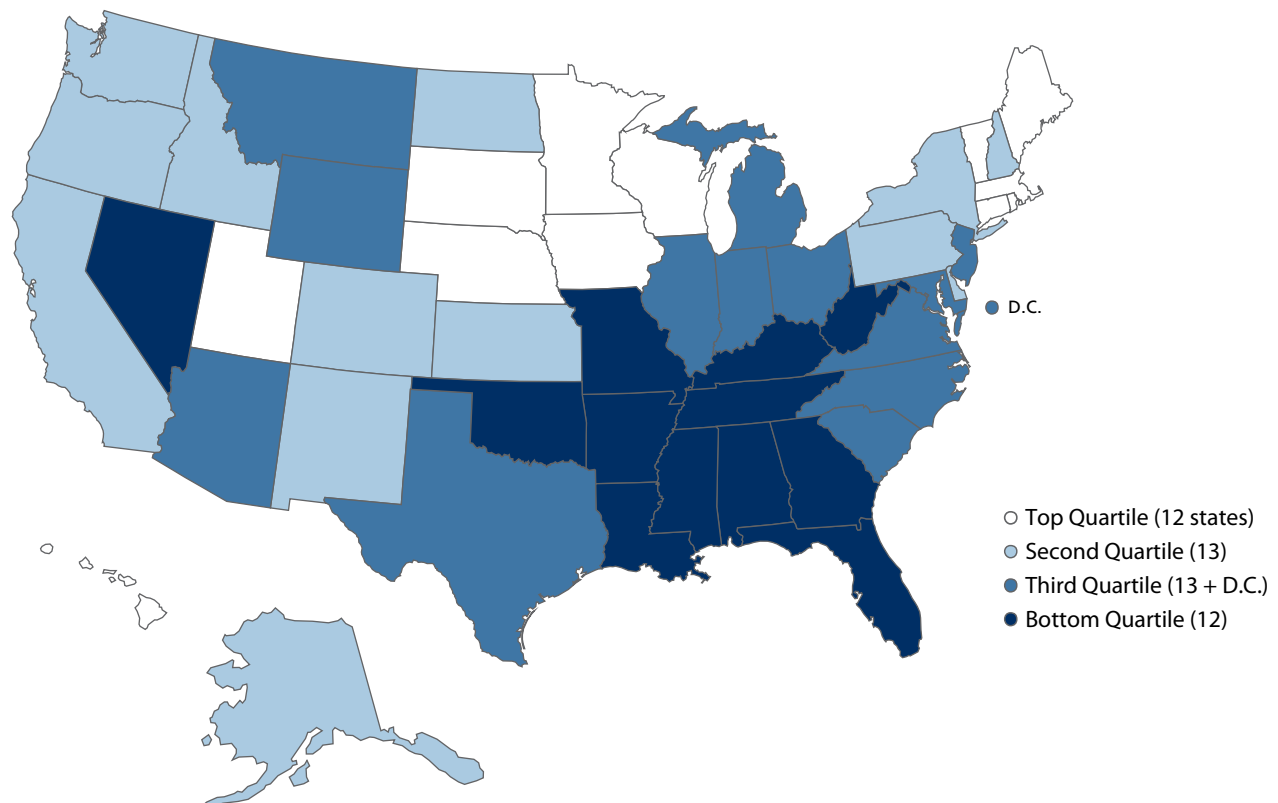 D.C.
Top Quartile (12 states)
Second Quartile (13)
Third Quartile (13 + D.C.)
Bottom Quartile (12)